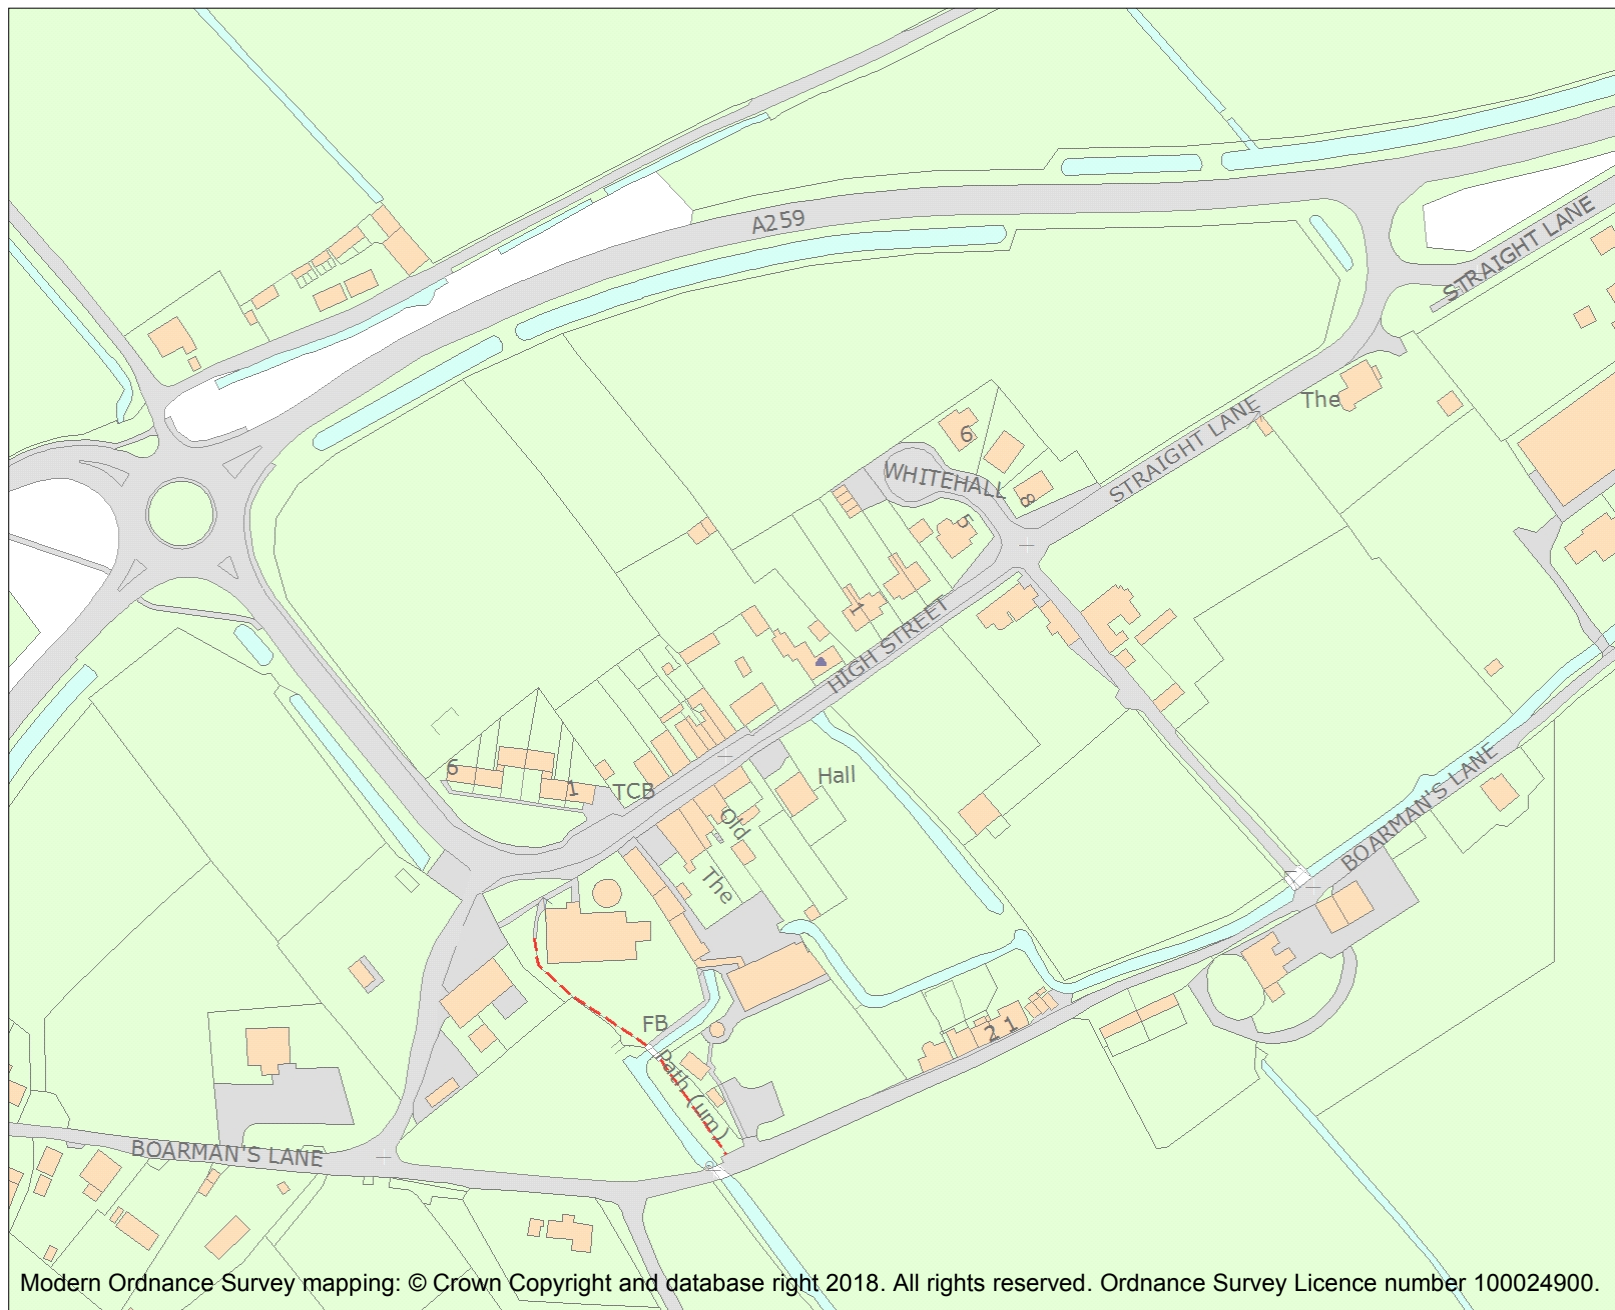 A259
STRAIGHT LANE
The
STRAIGHT LANE
6
WHITEHALL
8
5
1
HIGH STREET
6
1
TCB
Hall
Old
The
BOARMAN'S LANE
FB
2 1
Path (um)
BOARMAN'S LANE
Modern Ordnance Survey mapping: © Crown Copyright and database right 2018. All rights reserved. Ordnance Survey Licence number 100024900.